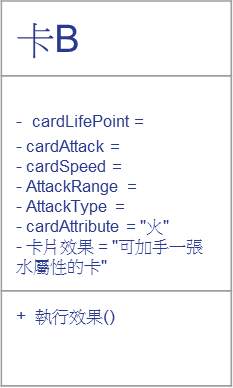 卡B
- cardLifePoint =
- cardAttack =
- cardSpeed =
- AttackRange =
- AttackType =
- cardAttribute = "火"
- 卡片效果 = "可加手一張
水屬性的卡"
+ 執行效果()